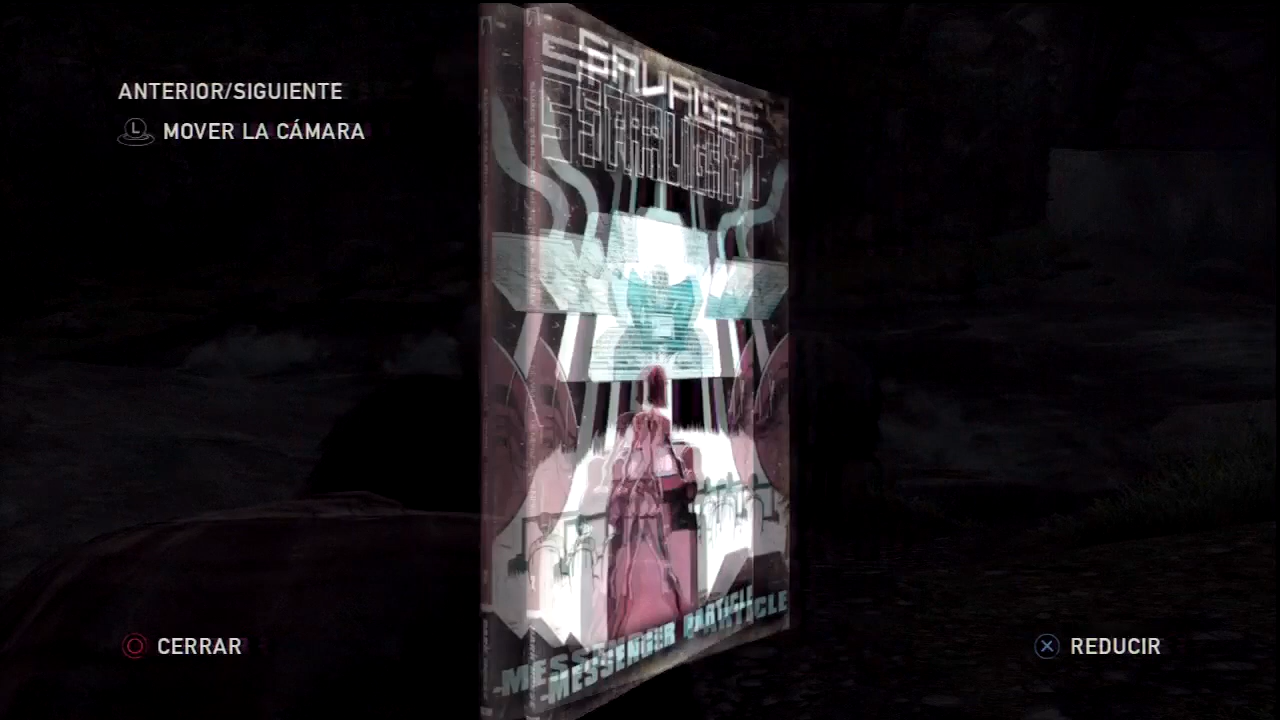 ANTERIOR/SIGUIENTE
L MOVER LA CÁMARA
SAVAGE
STARLIGHT
MESSENGER PARTICLE
CERRAR
REDUCIR